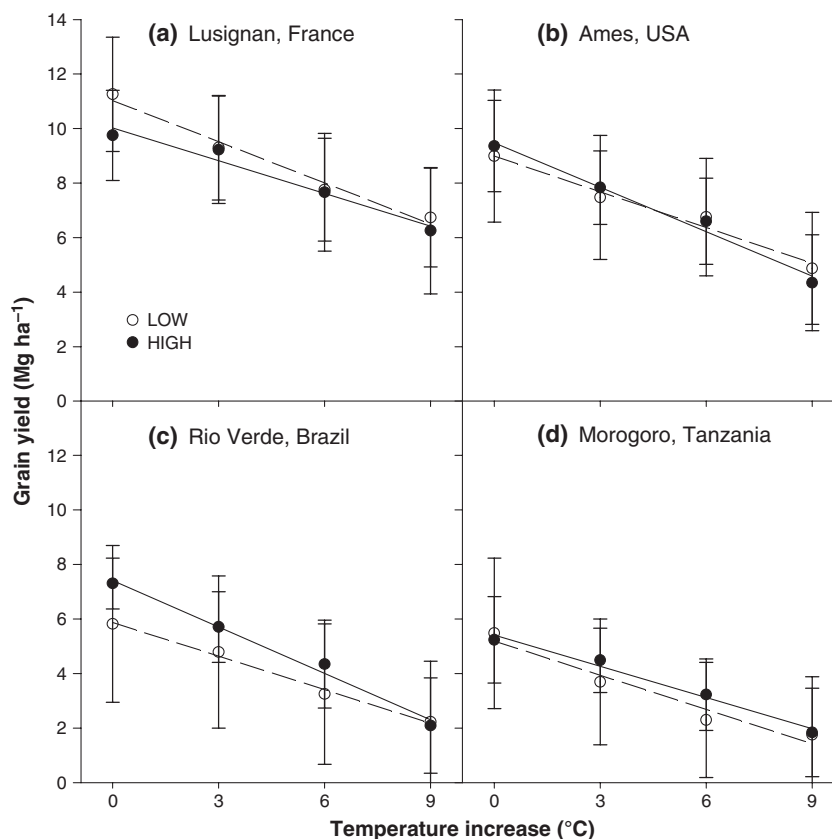 (a) Lusignan, France
(b) Ames, USA
14
12
10
8
6
4
2
0
LOW
HIGH
(c) Rio Verde, Brazil
(d) Morogoro, Tanzania
12
10
8
6
4
2
0
Grain yield (Mg ha⁻¹)
0 3 6 9 0 3 6 9
Temperature increase (°C)